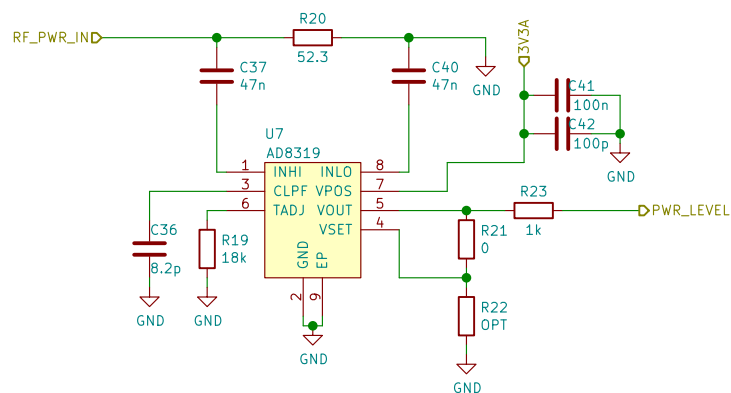 R20
RF_PWR_IN
52.3
3V3A
C37
47n
C40
47n
GND
C41
100n
C42
100p
GND
U7
AD8319
1
INHI
INLO
8
3
CLPF
VPOS
7
6
TADJ
VOUT
5
VSET
4
GND
EP
2
9
GND
C36
8.2p
GND
R19
18k
GND
R23
1k
PWR_LEVEL
R21
0
R22
OPT
GND